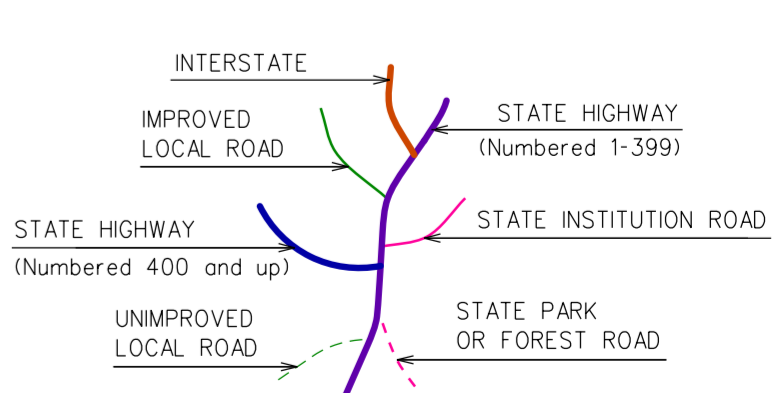 INTERSTATE
IMPROVED
LOCAL ROAD
STATE HIGHWAY
(Numbered 1-399)
STATE HIGHWAY
(Numbered 400 and up)
STATE INSTITUTION ROAD
UNIMPROVED
LOCAL ROAD
STATE PARK
OR FOREST ROAD